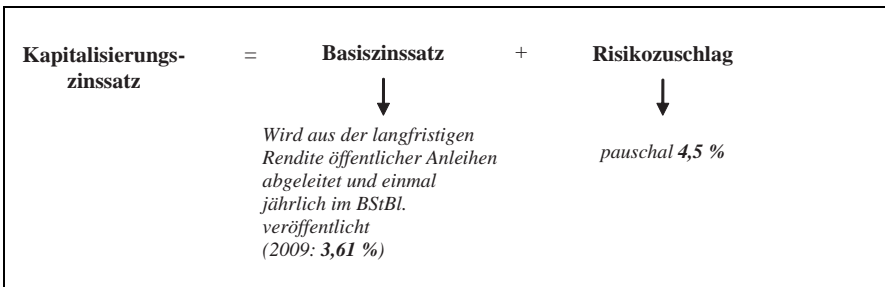 Kapitalisierungs- = Basiszinssatz + Risikozuschlag
zinssatz
Wird aus der langfristigen
Rendite öffentlicher Anleihen
abgeleitet und einmal
jährlich im BStBl.
veröffentlicht
(2009: 3,61 %)
pauschal 4,5 %